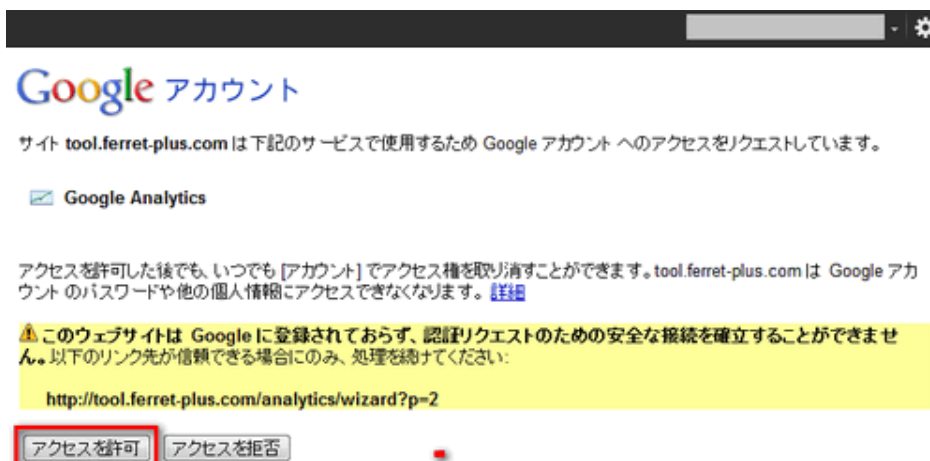 Google アカウント
サイト tool.ferret-plus.com は下記のサービスで使用するため Google アカウント へのアクセスをリクエストしています。
Google Analytics
アクセスを許可した後でも、いつでも [アカウント] でアクセス権を取り消すことができます。tool.ferret-plus.com は Google アカ
ウント のパスワードや他の個人情報にアクセスできなくなります。 詳細
このウェブサイトは Google に登録されておらず、認証リクエストのための安全な接続を確立することができませ
ん。以下のリンク先が信頼できる場合にのみ、処理を続けてください:
http://tool.ferret-plus.com/analytics/wizard?p=2
アクセスを許可 アクセスを拒否